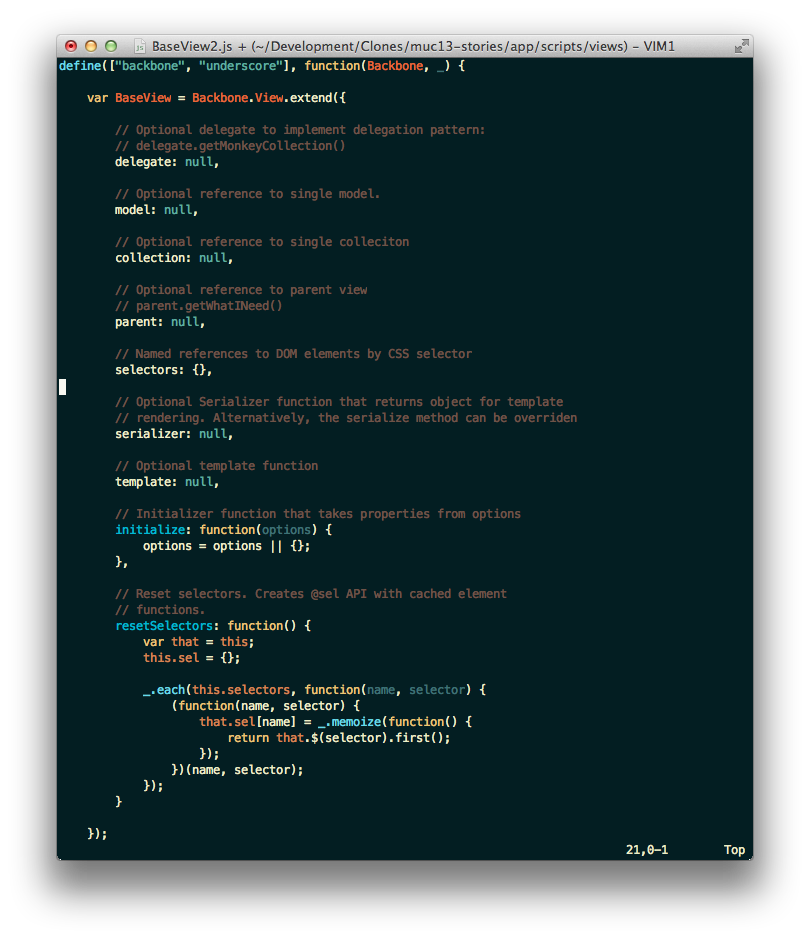 BaseView2.js + (~/Development/Clones/muc13-stories/app/scripts/views) – VIM1
define(["backbone", "underscore"], function(Backbone, _) {
var BaseView = Backbone.View.extend({
// Optional delegate to implement delegation pattern:
// delegate.getMonkeyCollection()
delegate: null,
// Optional reference to single model.
model: null,
// Optional reference to single colleciton
collection: null,
// Optional reference to parent view
// parent.getWhatINeed()
parent: null,
// Named references to DOM elements by CSS selector
selectors: {},
// Optional Serializer function that returns object for template
// rendering. Alternatively, the serialize method can be overriden
serializer: null,
// Optional template function
template: null,
// Initializer function that takes properties from options
initialize: function(options) {
options = options || {};
},
// Reset selectors. Creates @sel API with cached element
// functions.
resetSelectors: function() {
var that = this;
this.sel = {};
_.each(this.selectors, function(name, selector) {
(function(name, selector) {
that.sel[name] = _.memoize(function() {
return that.$(selector).first();
});
})(name, selector);
});
}
});
21,0-1 Top